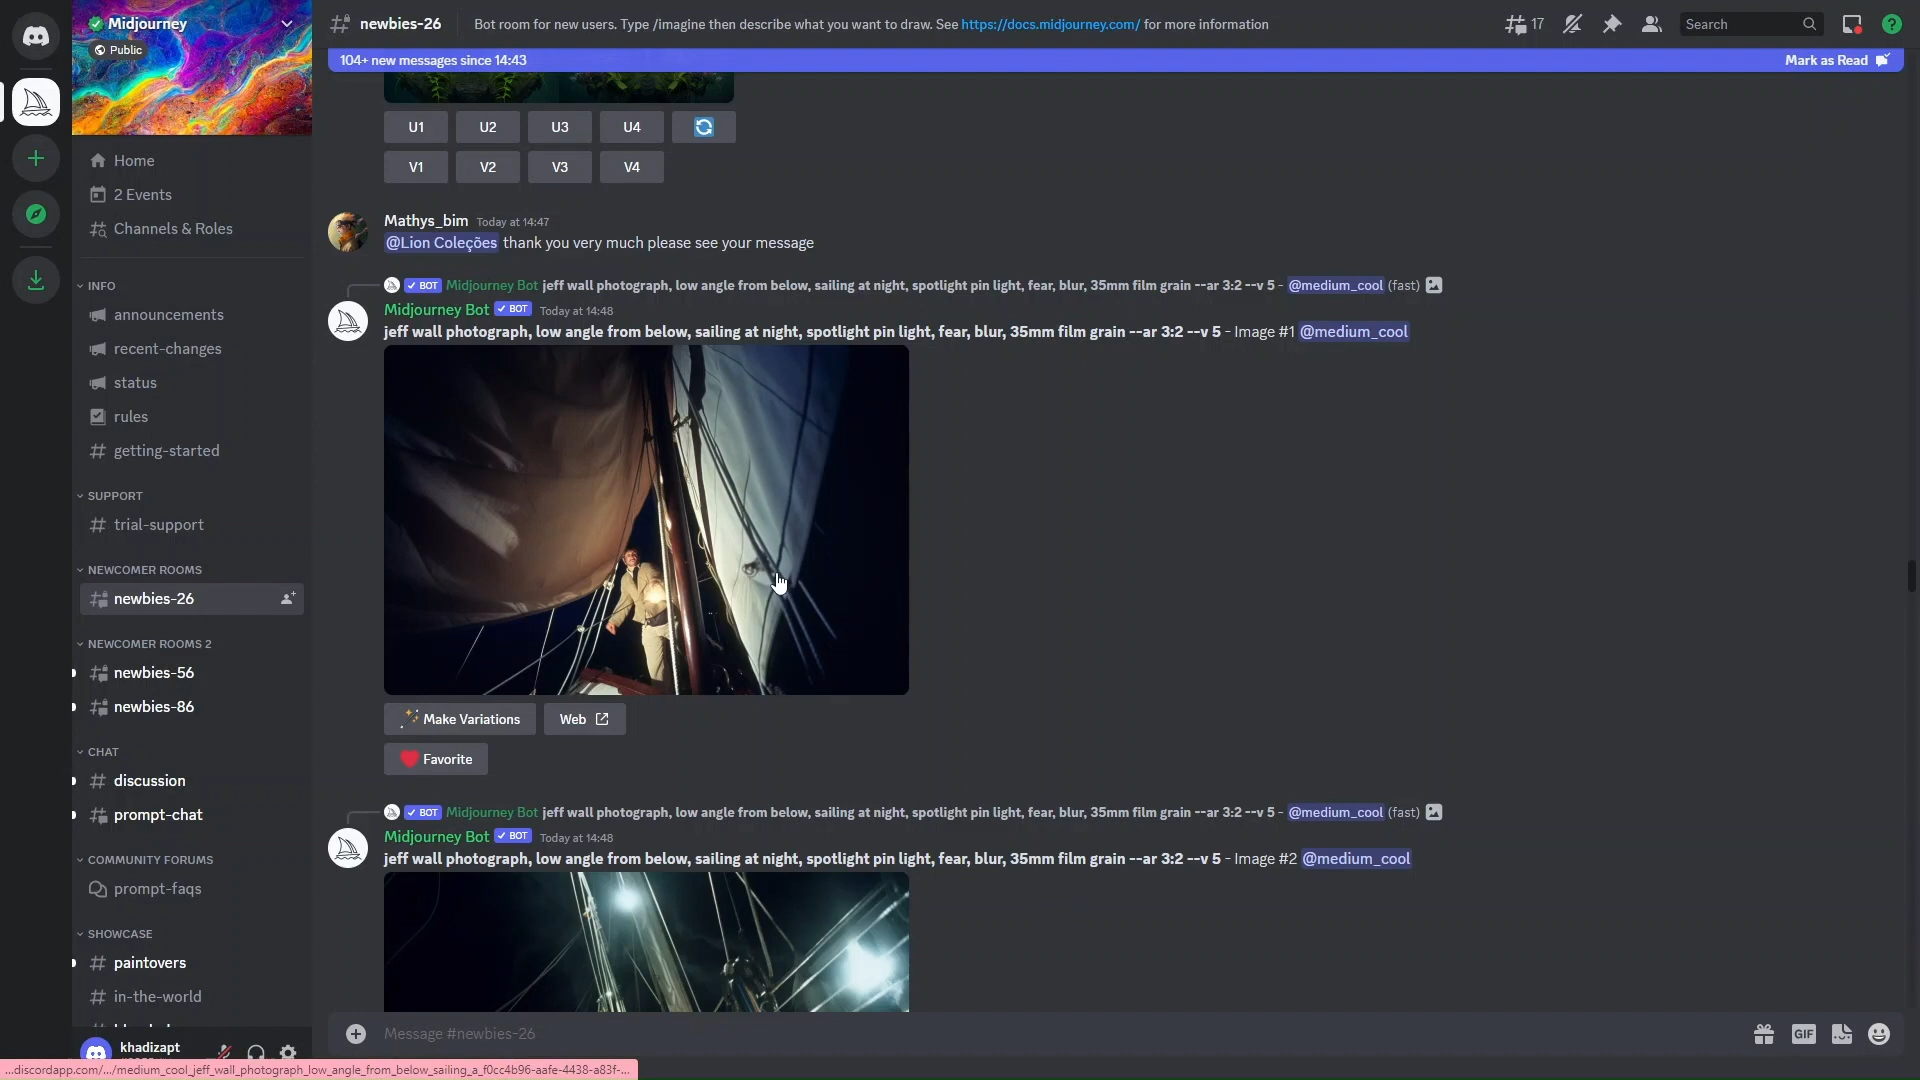 Midjourney
Public
newbies-26
Bot room for new users. Type /imagine then describe what you want to draw. See https://docs.midjourney.com/ for more information
17
Search
104+ new messages since 14:43
Mark as Read
Home
2 Events
Channels & Roles
INFO
announcements
recent-changes
status
rules
getting-started
SUPPORT
trial-support
NEWCOMER ROOMS
newbies-26
NEWCOMER ROOMS 2
newbies-56
newbies-86
CHAT
discussion
prompt-chat
COMMUNITY FORUMS
prompt-faqs
SHOWCASE
paintovers
in-the-world
khadizapt
U1 U2 U3 U4
V1 V2 V3 V4
Mathys_bim Today at 14:47
@Lion Coleções thank you very much please see your message
BOT Midjourney Bot jeff wall photograph, low angle from below, sailing at night, spotlight pin light, fear, blur, 35mm film grain --ar 3:2 --v 5 - @medium_cool (fast)
Midjourney Bot BOT Today at 14:48
jeff wall photograph, low angle from below, sailing at night, spotlight pin light, fear, blur, 35mm film grain --ar 3:2 --v 5 - Image #1 @medium_cool
Make Variations Web
Favorite
BOT Midjourney Bot jeff wall photograph, low angle from below, sailing at night, spotlight pin light, fear, blur, 35mm film grain --ar 3:2 --v 5 - @medium_cool (fast)
Midjourney Bot BOT Today at 14:48
jeff wall photograph, low angle from below, sailing at night, spotlight pin light, fear, blur, 35mm film grain --ar 3:2 --v 5 - Image #2 @medium_cool
Message #newbies-26
GIF
...discordapp.com/.../medium_cool_jeff_wall_photograph_low_angle_from_below_sailing_a_f0cc4b96-aafe-4438-a83f-...